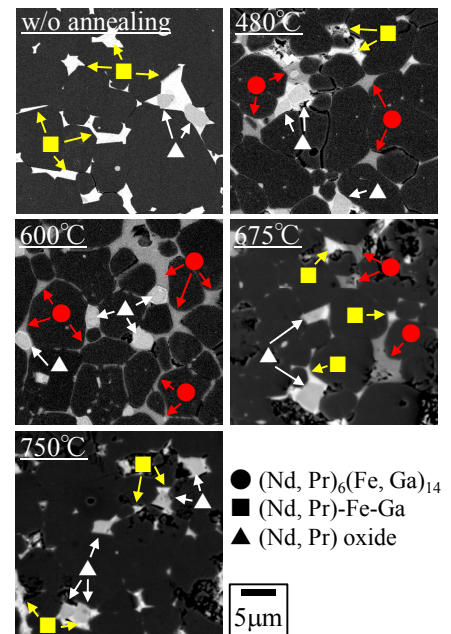 w/o annealing
480℃
600℃
675℃
750℃
● (Nd, Pr)₆(Fe, Ga)₁₄
■ (Nd, Pr)-Fe-Ga
▲ (Nd, Pr) oxide
5μm